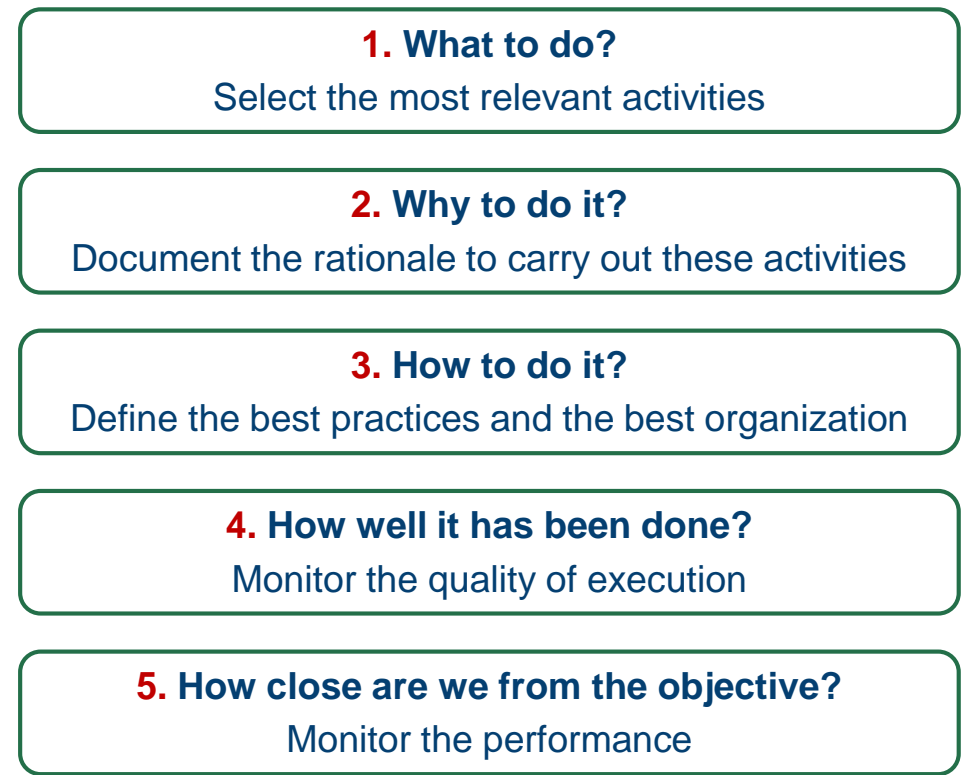 1. What to do?
Select the most relevant activities
2. Why to do it?
Document the rationale to carry out these activities
3. How to do it?
Define the best practices and the best organization
4. How well it has been done?
Monitor the quality of execution
5. How close are we from the objective?
Monitor the performance